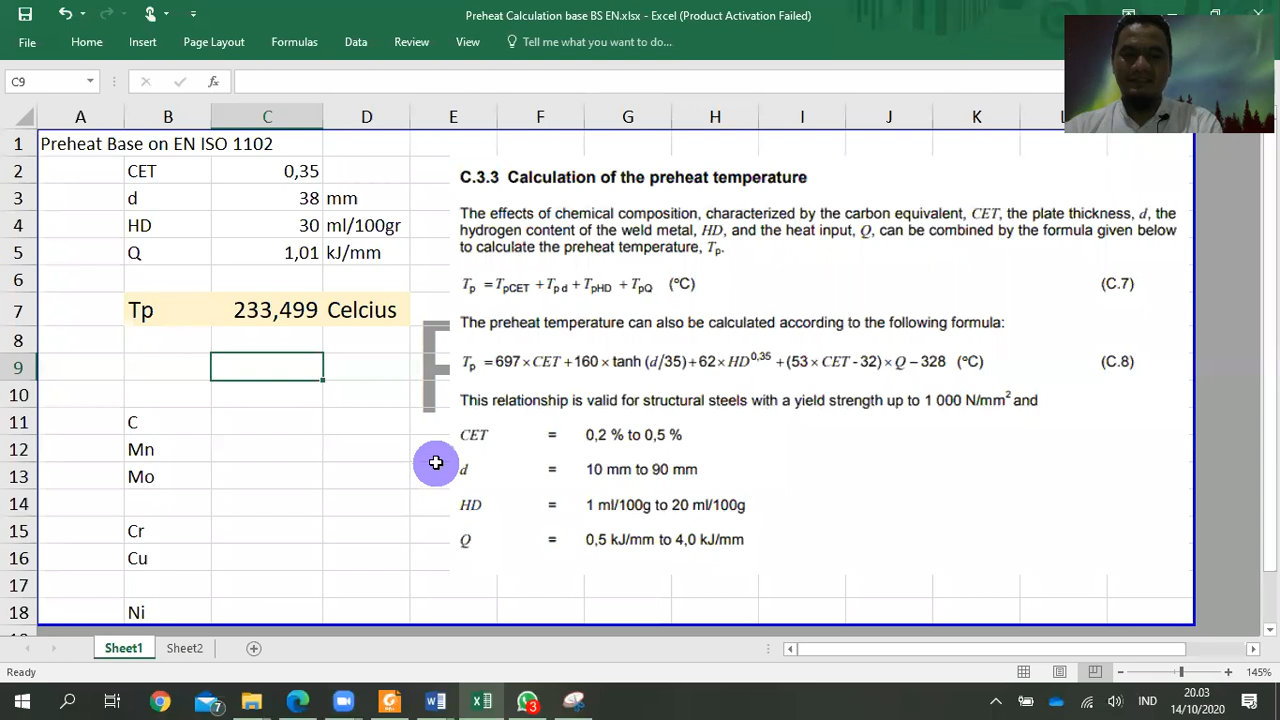 Preheat Calculation base BS EN.xlsx - Excel (Product Activation Failed)
File Home Insert Page Layout Formulas Data Review View Tell me what you want to do...
C9 fx
A B C D E F G H I J K L
1 Preheat Base on EN ISO 1102
2 CET 0,35
3 d 38 mm
4 HD 30 ml/100gr
5 Q 1,01 kJ/mm
6
7 Tp 233,499 Celcius
8
9
10
11 C
12 Mn
13 Mo
14
15 Cr
16 Cu
17
18 Ni
C.3.3 Calculation of the preheat temperature
The effects of chemical composition, characterized by the carbon equivalent, CET, the plate thickness, d, the
hydrogen content of the weld metal, HD, and the heat input, Q, can be combined by the formula given below
to calculate the preheat temperature, Tp.
Tp = TpCET + Tp d + TpHD + TpQ (°C) (C.7)
The preheat temperature can also be calculated according to the following formula:
Tp = 697 × CET + 160 × tanh (d/35) + 62 × HD^0,35 + (53 × CET - 32) × Q − 328 (°C) (C.8)
This relationship is valid for structural steels with a yield strength up to 1 000 N/mm² and
CET = 0,2 % to 0,5 %
d = 10 mm to 90 mm
HD = 1 ml/100g to 20 ml/100g
Q = 0,5 kJ/mm to 4,0 kJ/mm
Sheet1 Sheet2
Ready 145%
7 3 IND 20.03
14/10/2020